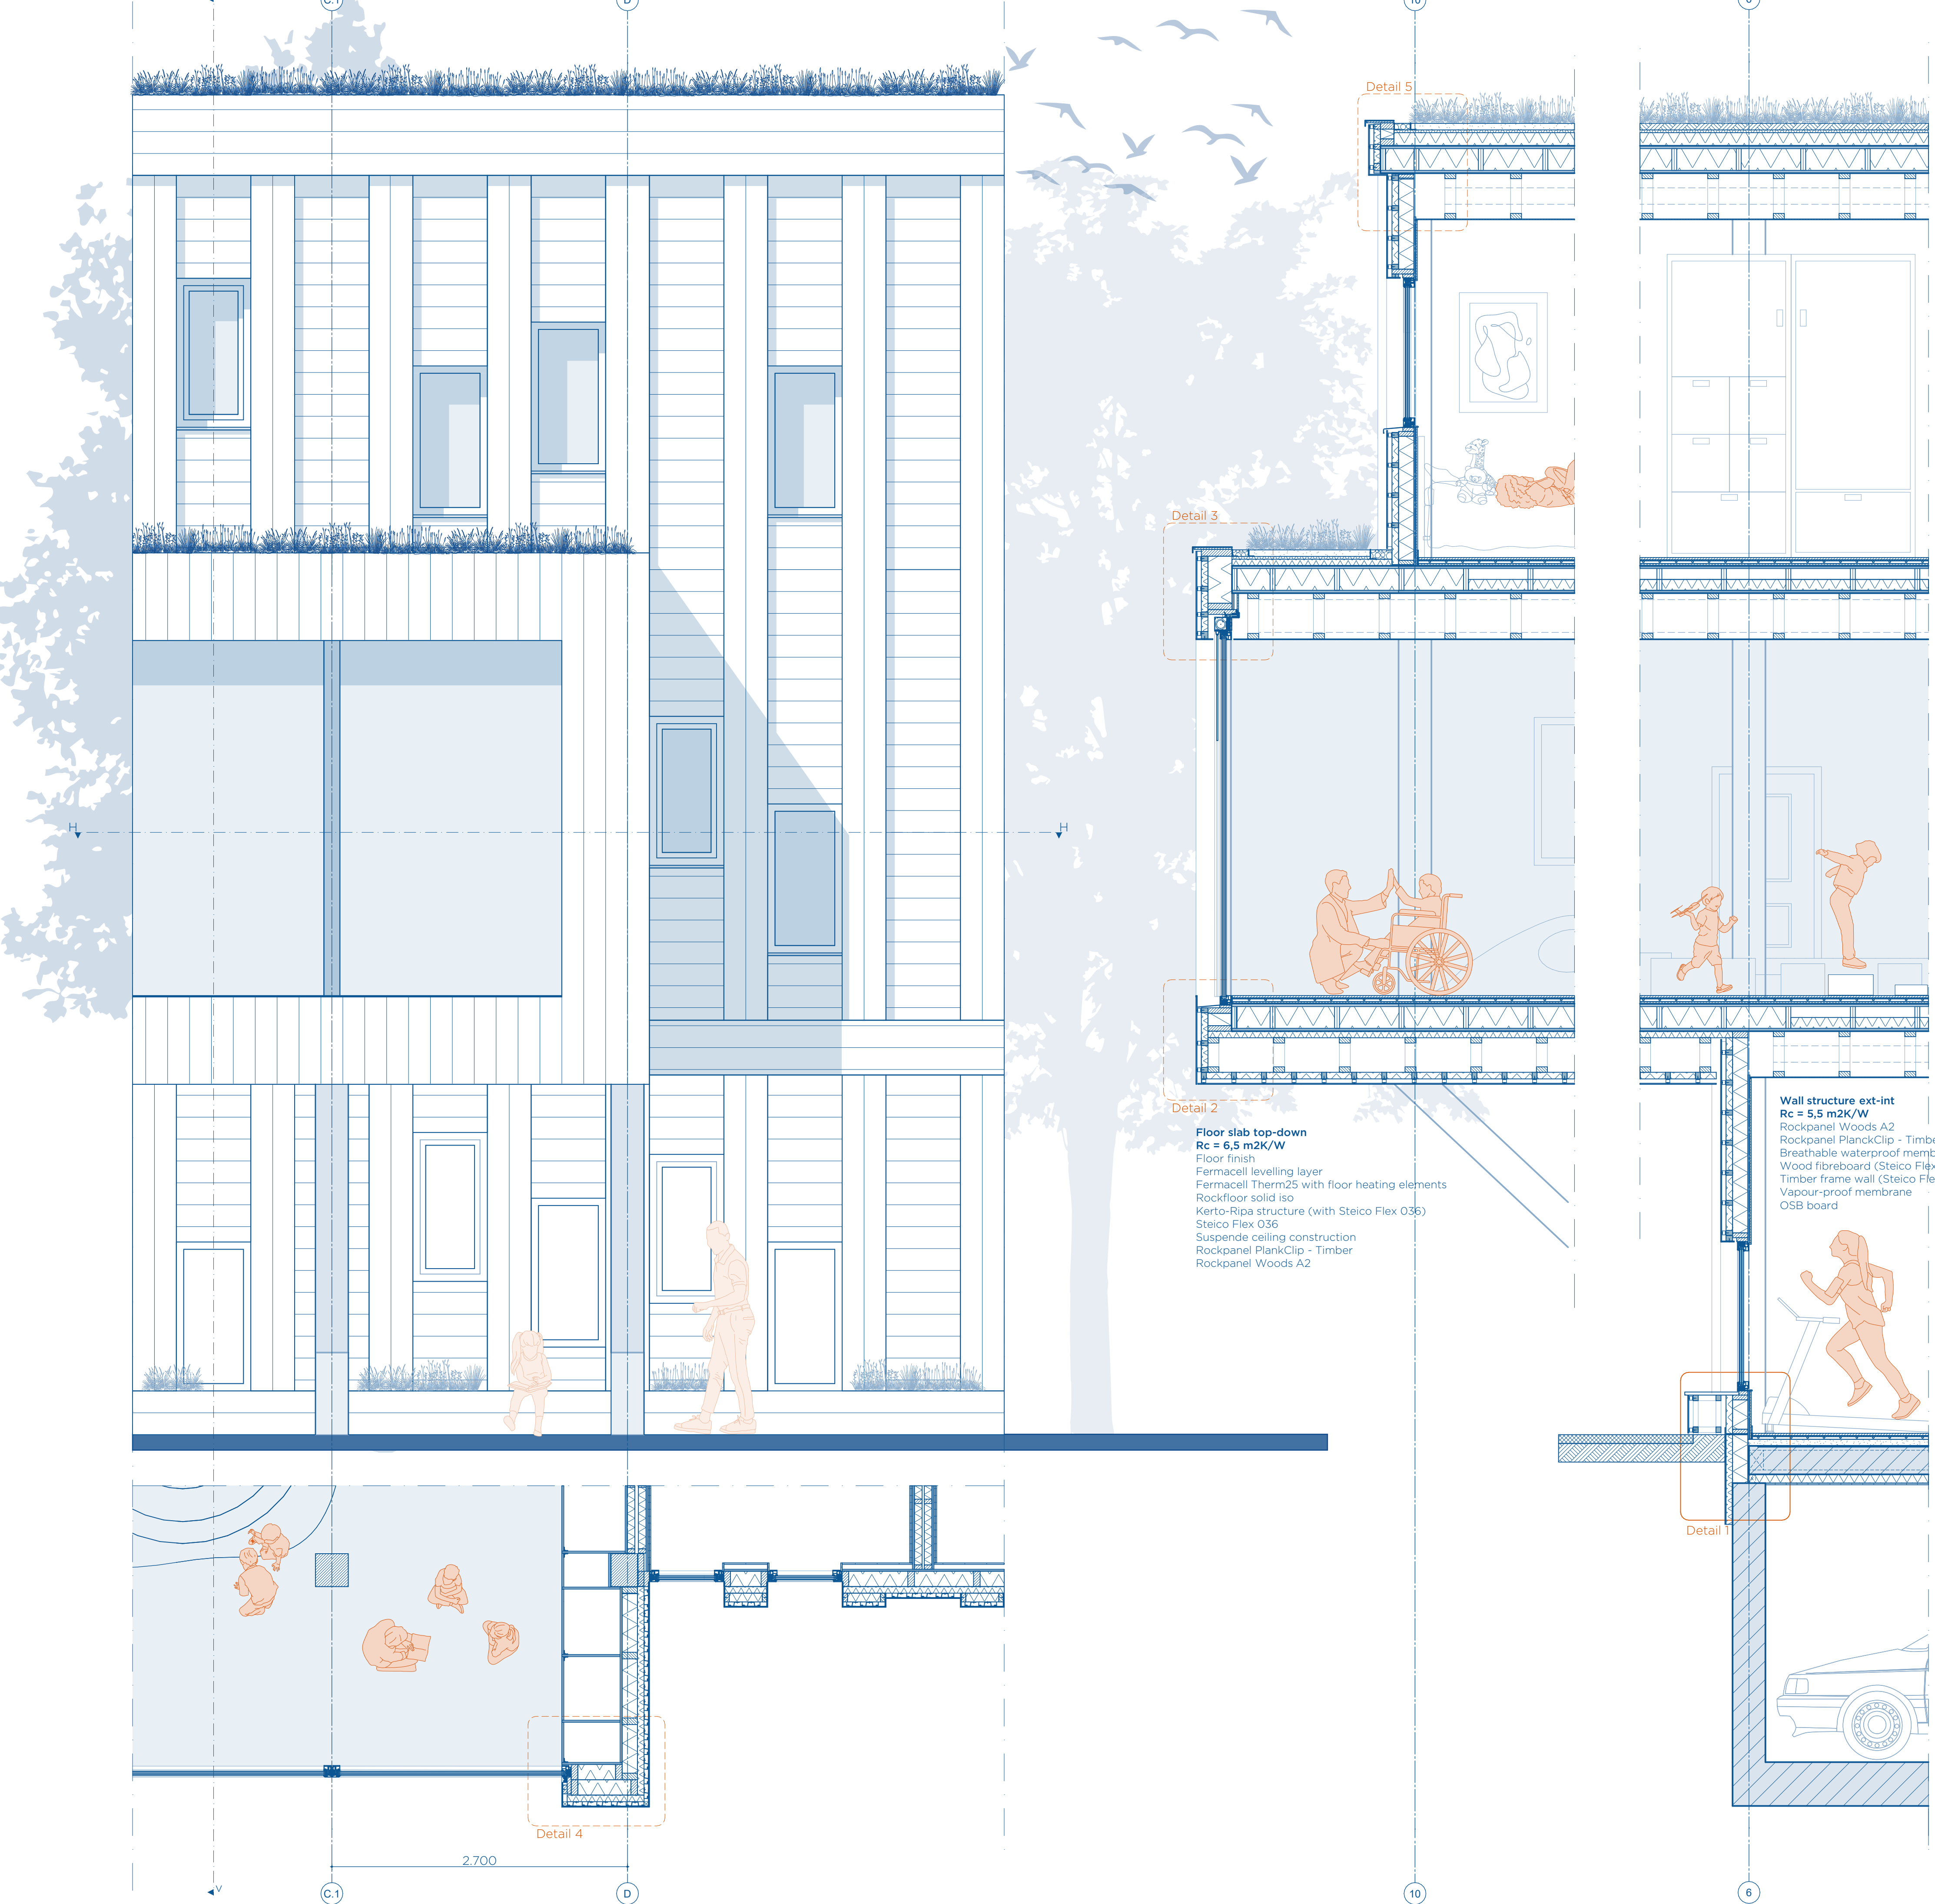 C.1
D
10
6
Detail 5
Detail 3
H
H
Detail 2
Floor slab top-down
Rc = 6,5 m2K/W
Floor finish
Fermacell levelling layer
Fermacell Therm25 with floor heating elements
Rockfloor solid iso
Kerto-Ripa structure (with Steico Flex 036)
Steico Flex 036
Suspende ceiling construction
Rockpanel PlankClip - Timber
Rockpanel Woods A2
Wall structure ext-int
Rc = 5,5 m2K/W
Rockpanel Woods A2
Rockpanel PlanckClip - Timbe
Breathable waterproof memb
Wood fibreboard (Steico Flex
Timber frame wall (Steico Fle
Vapour-proof membrane
OSB board
Detail 1
Detail 4
2.700
V
C.1
D
10
6